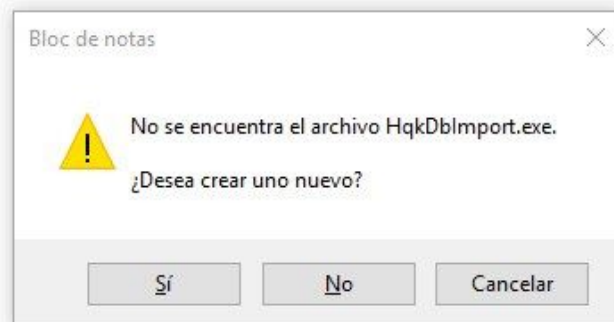 Bloc de notas
No se encuentra el archivo HqkDbImport.exe.
¿Desea crear uno nuevo?
Sí
No
Cancelar